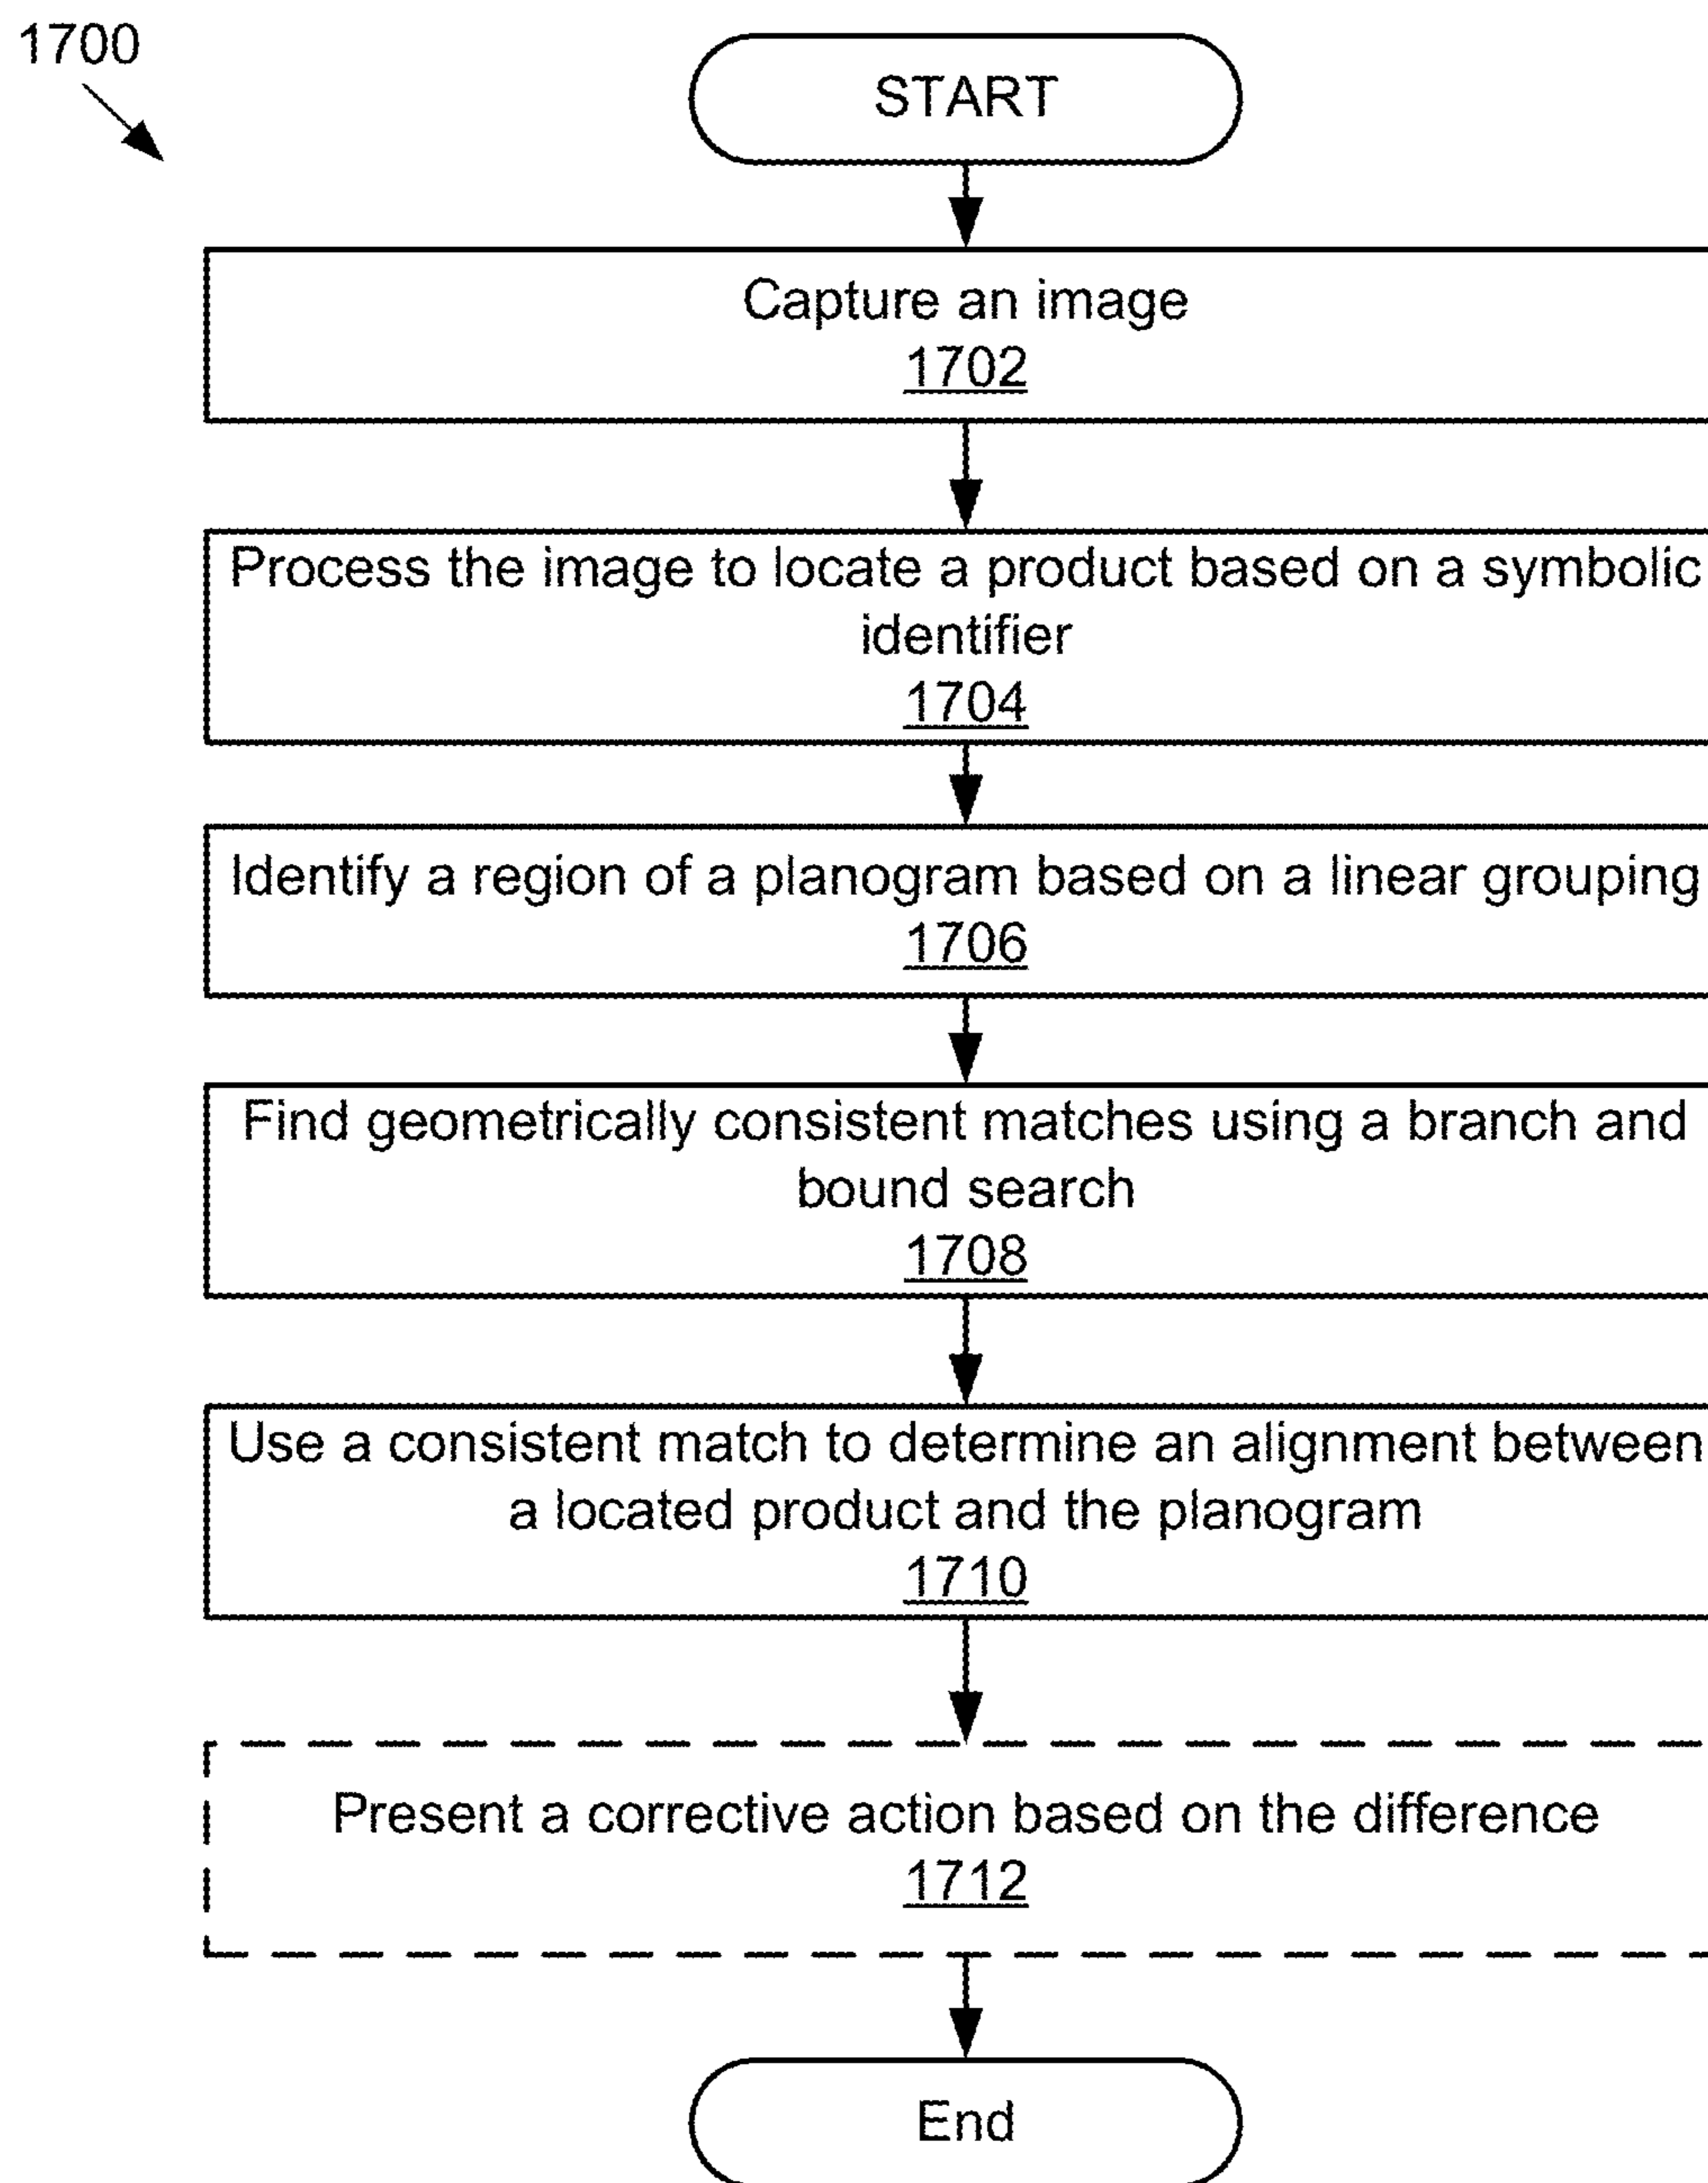 1700
START
Capture an image
1702
Process the image to locate a product based on a symbolic
identifier
1704
Identify a region of a planogram based on a linear grouping
1706
Find geometrically consistent matches using a branch and
bound search
1708
Use a consistent match to determine an alignment between
a located product and the planogram
1710
Present a corrective action based on the difference
1712
End